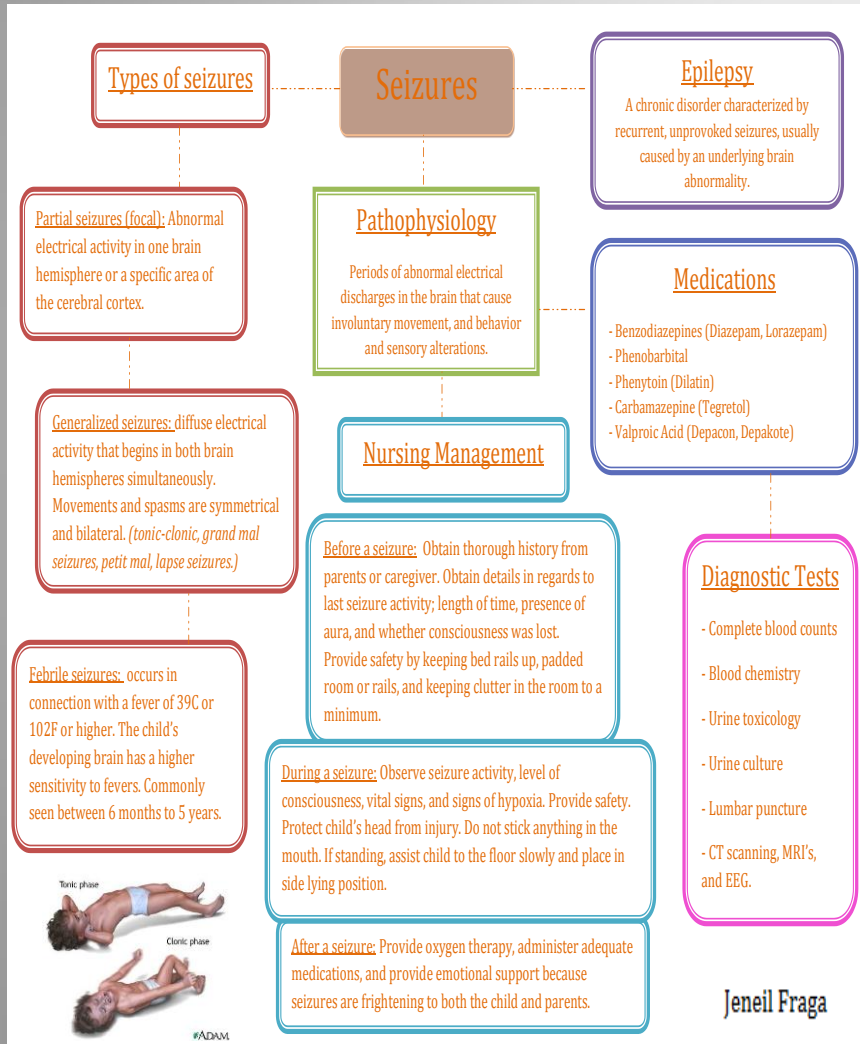 Types of seizures
Seizures
Epilepsy
A chronic disorder characterized by
recurrent, unprovoked seizures, usually
caused by an underlying brain
abnormality.
Partial seizures (focal): Abnormal
electrical activity in one brain
hemisphere or a specific area of
the cerebral cortex.
Pathophysiology
Periods of abnormal electrical
discharges in the brain that cause
involuntary movement, and behavior
and sensory alterations.
Medications
- Benzodiazepines (Diazepam, Lorazepam)
- Phenobarbital
- Phenytoin (Dilatin)
- Carbamazepine (Tegretol)
- Valproic Acid (Depacon, Depakote)
Generalized seizures: diffuse electrical
activity that begins in both brain
hemispheres simultaneously.
Movements and spasms are symmetrical
and bilateral. (tonic-clonic, grand mal
seizures, petit mal, lapse seizures.)
Nursing Management
Before a seizure: Obtain thorough history from
parents or caregiver. Obtain details in regards to
last seizure activity; length of time, presence of
aura, and whether consciousness was lost.
Provide safety by keeping bed rails up, padded
room or rails, and keeping clutter in the room to a
minimum.
Diagnostic Tests
- Complete blood counts
- Blood chemistry
- Urine toxicology
- Urine culture
- Lumbar puncture
- CT scanning, MRI's,
and EEG.
Febrile seizures: occurs in
connection with a fever of 39C or
102F or higher. The child's
developing brain has a higher
sensitivity to fevers. Commonly
seen between 6 months to 5 years.
During a seizure: Observe seizure activity, level of
consciousness, vital signs, and signs of hypoxia. Provide safety.
Protect child's head from injury. Do not stick anything in the
mouth. If standing, assist child to the floor slowly and place in
side lying position.
Tonic phase
Clonic phase
ADAM.
After a seizure: Provide oxygen therapy, administer adequate
medications, and provide emotional support because
seizures are frightening to both the child and parents.
Jeneil Fraga